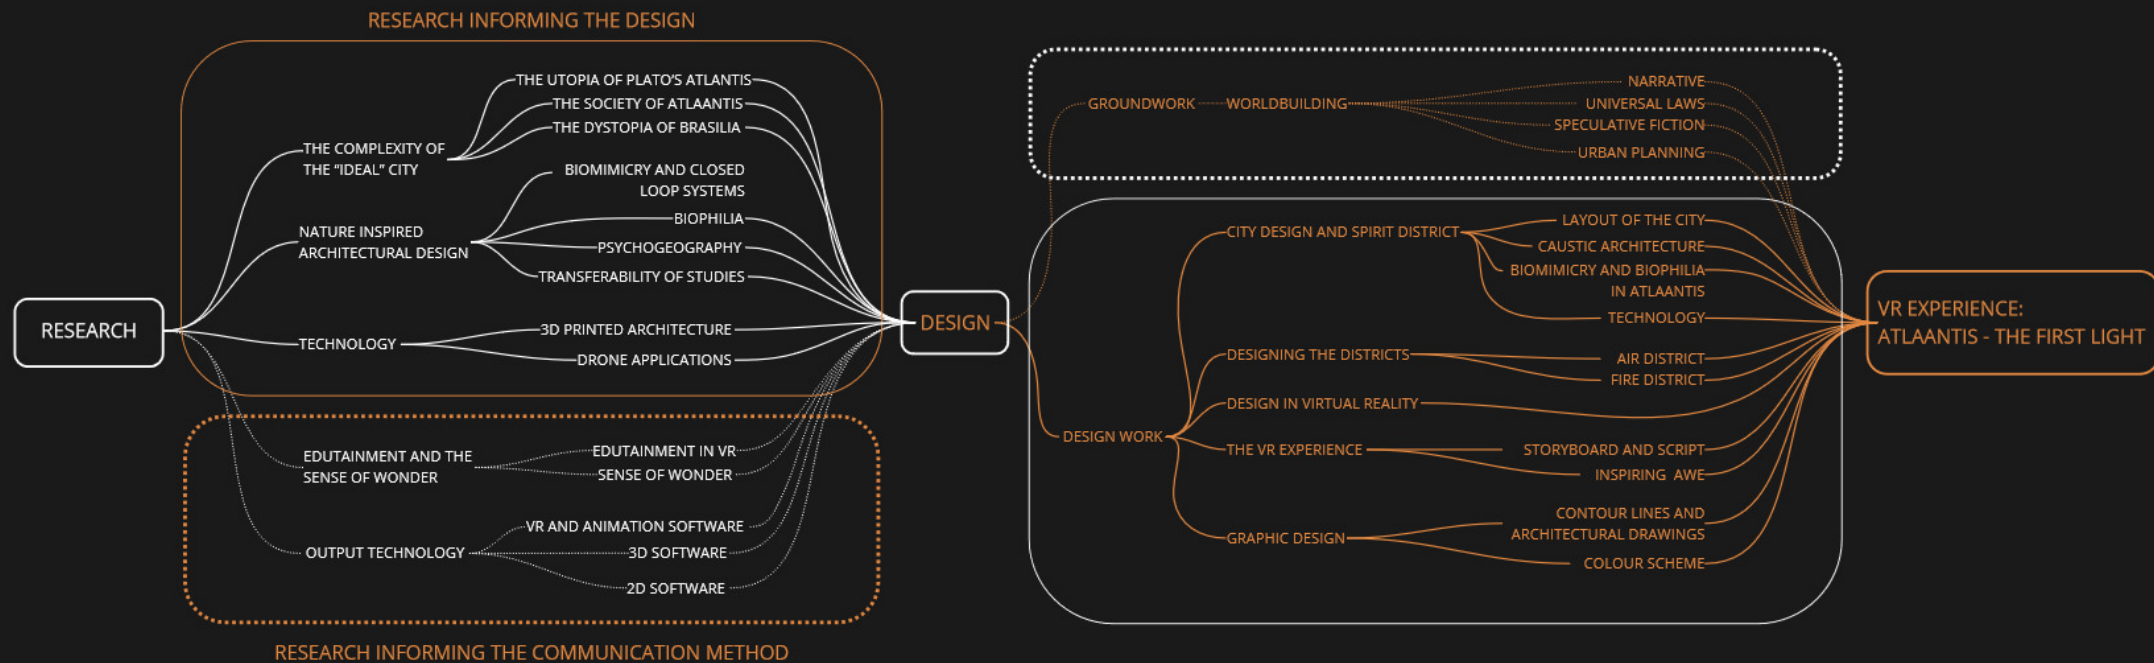 RESEARCH INFORMING THE DESIGN
RESEARCH
THE COMPLEXITY OF
THE “IDEAL” CITY
THE UTOPIA OF PLATO’S ATLANTIS
THE SOCIETY OF ATLAANTIS
THE DYSTOPIA OF BRASILIA
NATURE INSPIRED
ARCHITECTURAL DESIGN
BIOMIMICRY AND CLOSED
LOOP SYSTEMS
BIOPHILIA
PSYCHOGEOGRAPHY
TRANSFERABILITY OF STUDIES
TECHNOLOGY
3D PRINTED ARCHITECTURE
DRONE APPLICATIONS
EDUTAINMENT AND THE
SENSE OF WONDER
EDUTAINMENT IN VR
SENSE OF WONDER
OUTPUT TECHNOLOGY
VR AND ANIMATION SOFTWARE
3D SOFTWARE
2D SOFTWARE
RESEARCH INFORMING THE COMMUNICATION METHOD
DESIGN
GROUNDWORK
WORLDBUILDING
NARRATIVE
UNIVERSAL LAWS
SPECULATIVE FICTION
URBAN PLANNING
DESIGN WORK
CITY DESIGN AND SPIRIT DISTRICT
LAYOUT OF THE CITY
CAUSTIC ARCHITECTURE
BIOMIMICRY AND BIOPHILIA
IN ATLAANTIS
TECHNOLOGY
DESIGNING THE DISTRICTS
AIR DISTRICT
FIRE DISTRICT
DESIGN IN VIRTUAL REALITY
THE VR EXPERIENCE
STORYBOARD AND SCRIPT
INSPIRING AWE
GRAPHIC DESIGN
CONTOUR LINES AND
ARCHITECTURAL DRAWINGS
COLOUR SCHEME
VR EXPERIENCE:
ATLAANTIS - THE FIRST LIGHT